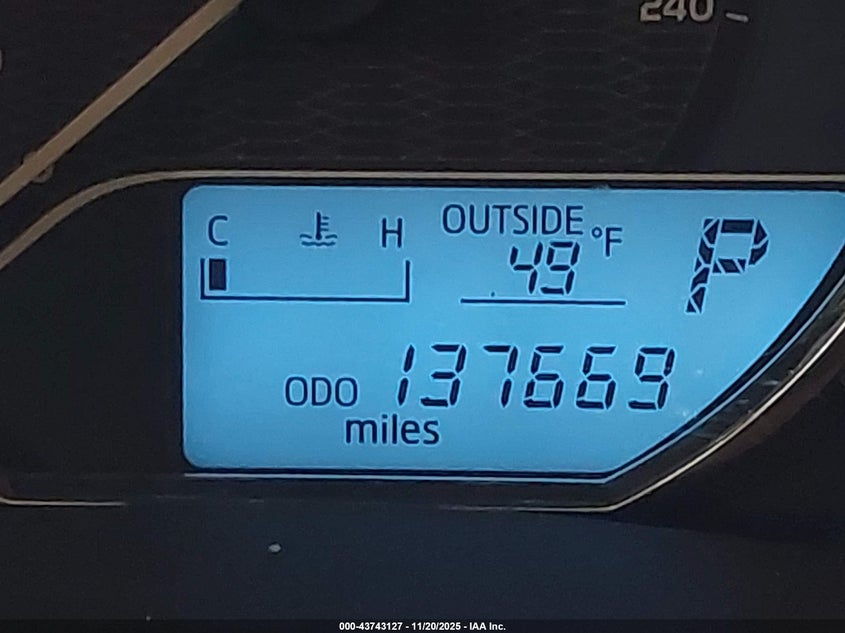 240
C H OUTSIDE °F P
49
ODO 137669
miles
000-43743127 - 11/20/2025 - IAA Inc.